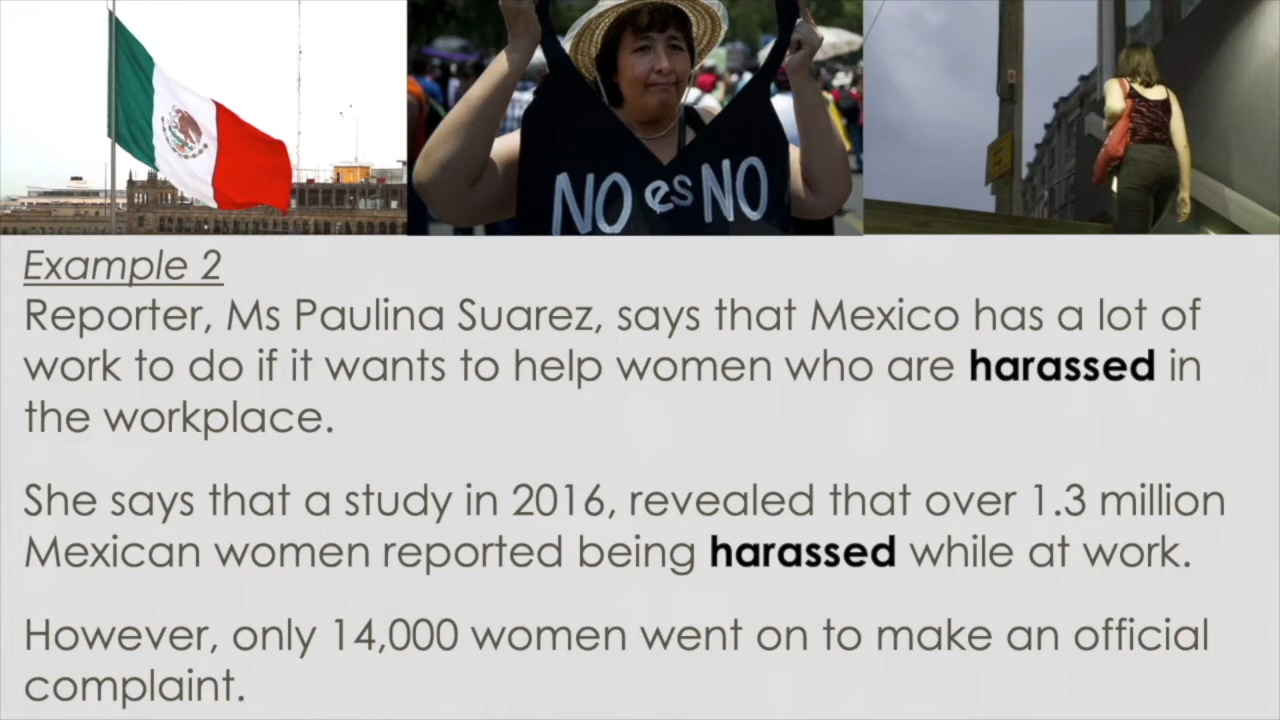 NO es NO
Example 2
Reporter, Ms Paulina Suarez, says that Mexico has a lot of
work to do if it wants to help women who are harassed in
the workplace.
She says that a study in 2016, revealed that over 1.3 million
Mexican women reported being harassed while at work.
However, only 14,000 women went on to make an official
complaint.